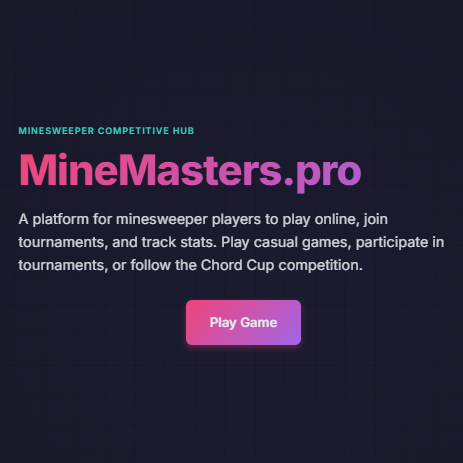 MINESWEEPER COMPETITIVE HUB
MineMasters.pro
A platform for minesweeper players to play online, join
tournaments, and track stats. Play casual games, participate in
tournaments, or follow the Chord Cup competition.
Play Game